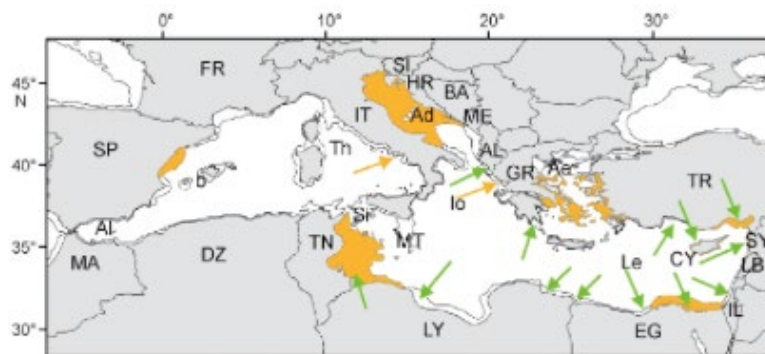 0° 10° 20° 30°
45°
N
40°
35°
30°
FR
SI
HR
BA
IT
Ad
ME
SP
Th
AL
b
GR
Ae
TR
Io
Al
Si
TN
MT
MA
DZ
CY
SY
Le
LB
LY
EG
IL